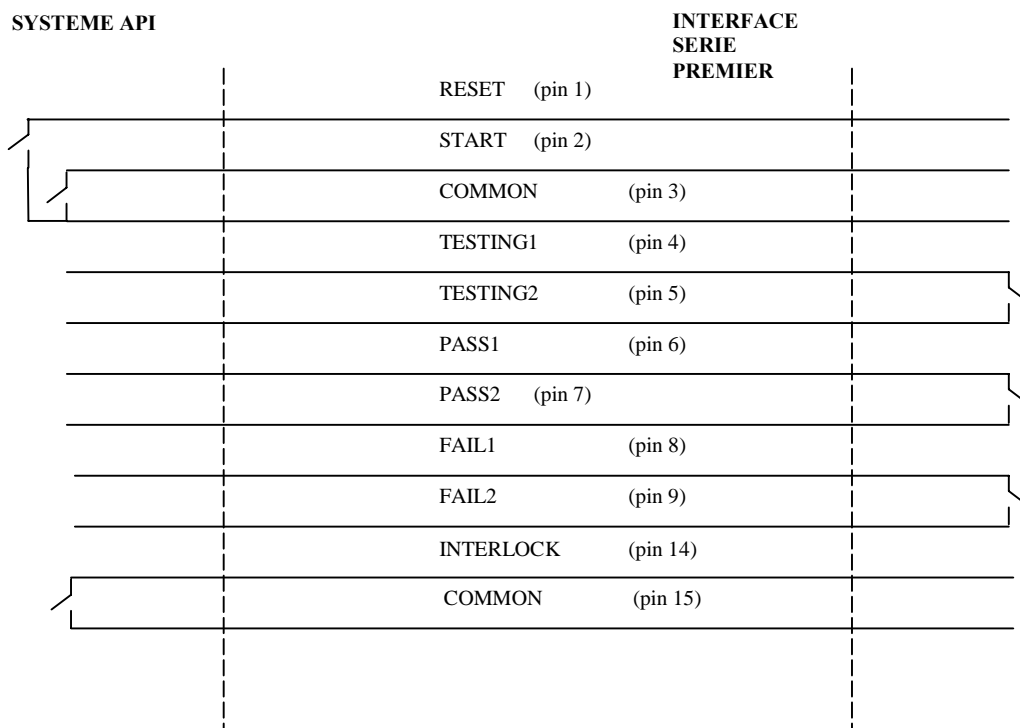 SYSTEME API
INTERFACE
SERIE
PREMIER
RESET (pin 1)
START (pin 2)
COMMON (pin 3)
TESTING1 (pin 4)
TESTING2 (pin 5)
PASS1 (pin 6)
PASS2 (pin 7)
FAIL1 (pin 8)
FAIL2 (pin 9)
INTERLOCK (pin 14)
COMMON (pin 15)